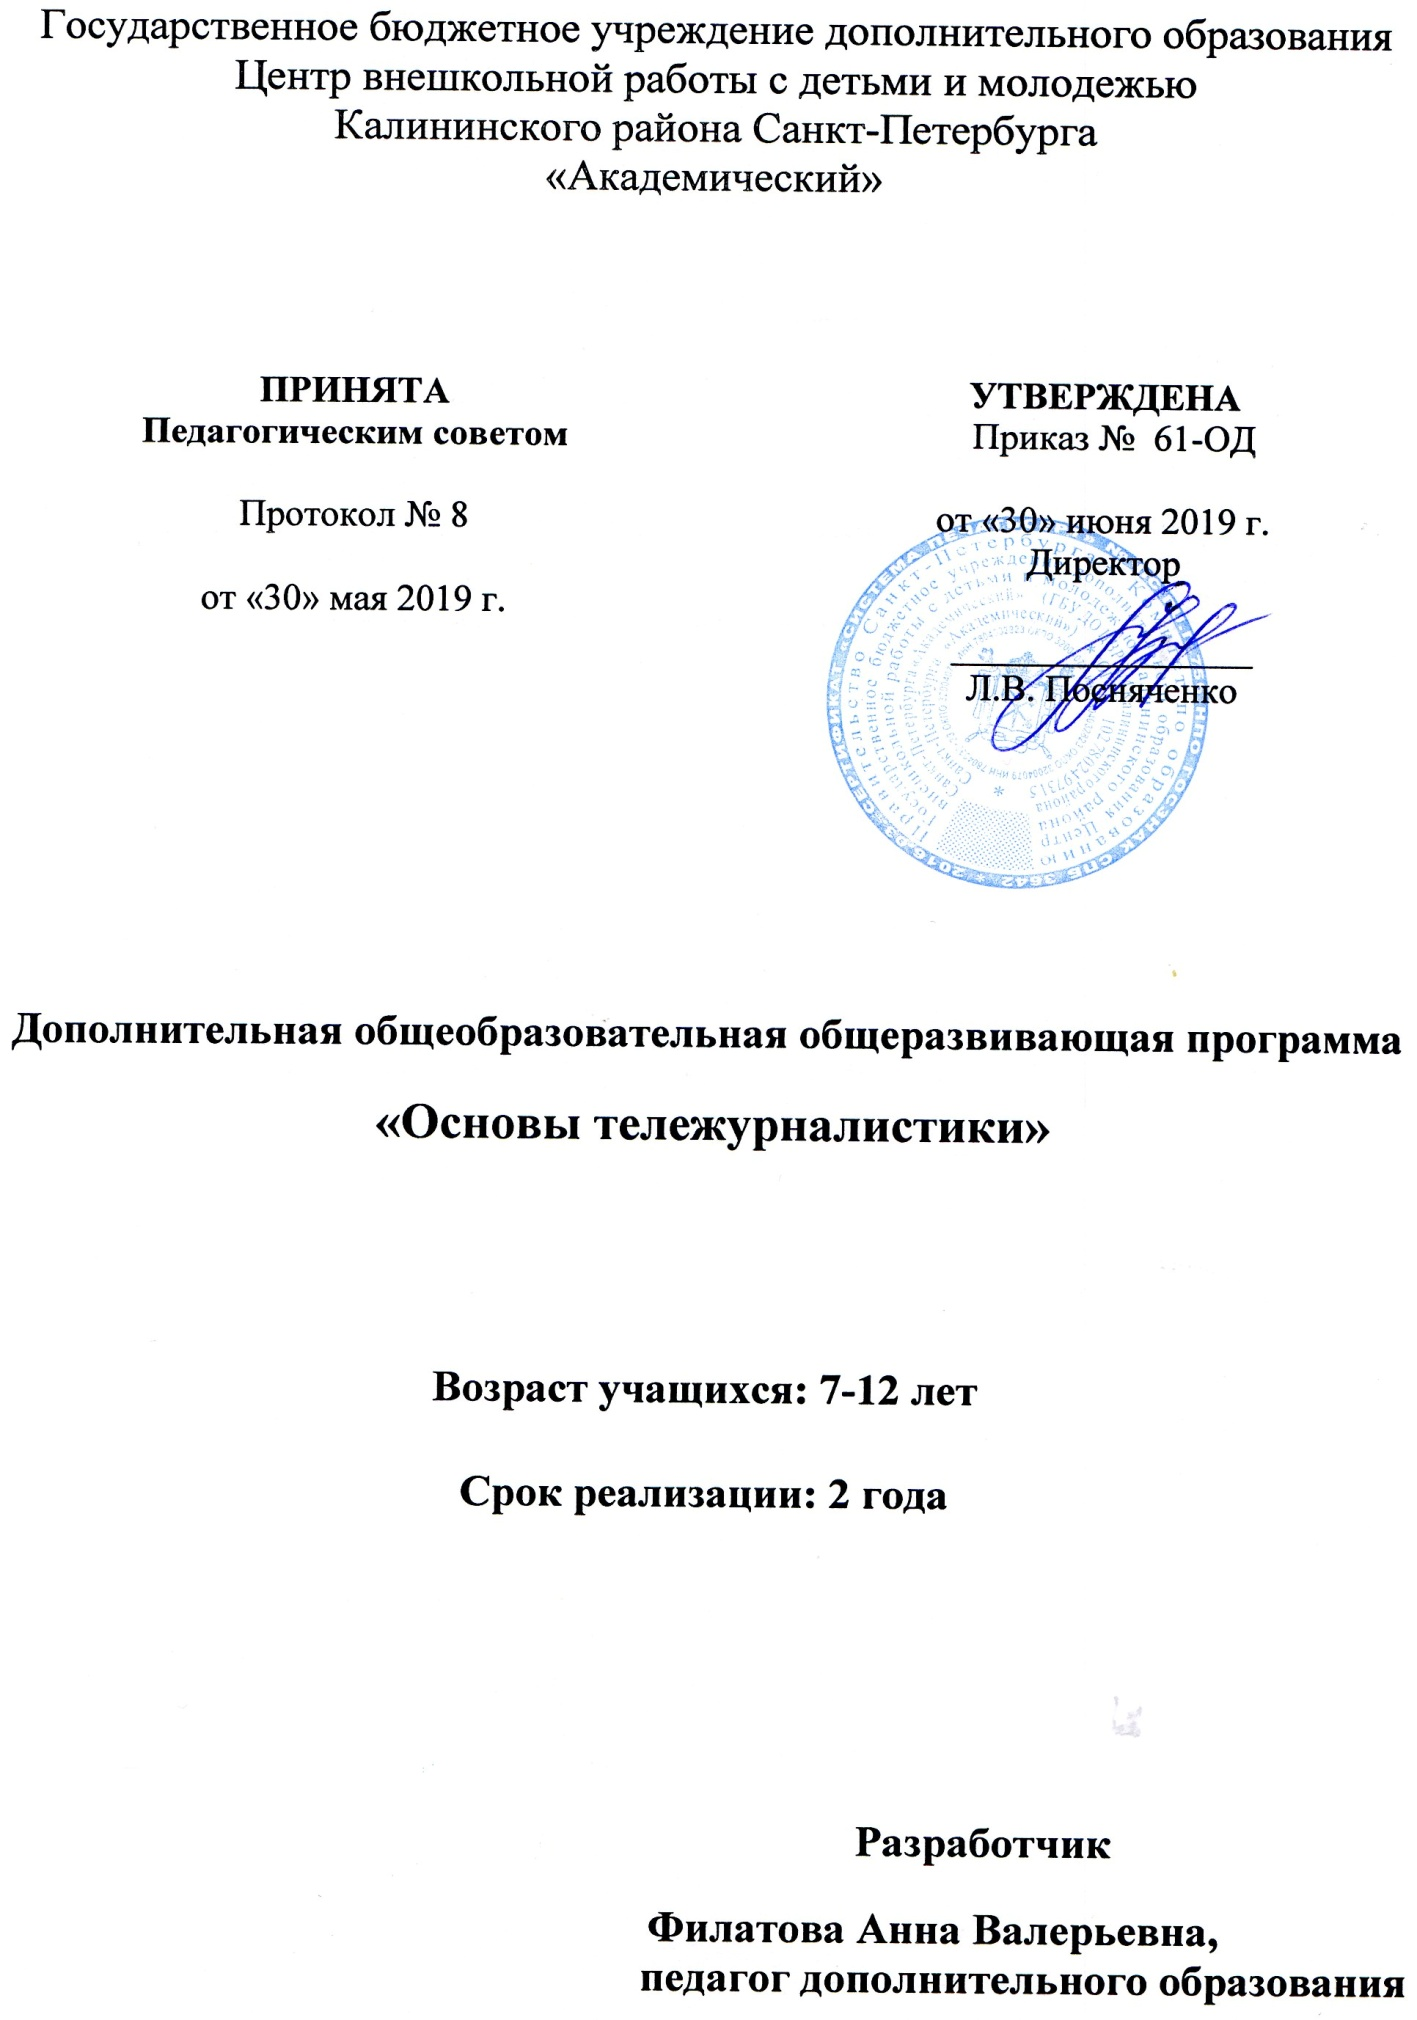 Государственное бюджетное учреждение дополнительного образования
Центр внешкольной работы с детьми и молодежью
Калининского района Санкт-Петербурга
«Академический»
ПРИНЯТА
Педагогическим советом
Протокол № 8
от «30» мая 2019 г.
УТВЕРЖДЕНА
Приказ № 61-ОД
от «30» июня 2019 г.
Директор
Л.В. Посняченко
Дополнительная общеобразовательная общеразвивающая программа
«Основы тележурналистики»
Возраст учащихся: 7-12 лет
Срок реализации: 2 года
Разработчик
Филатова Анна Валерьевна,
педагог дополнительного образования